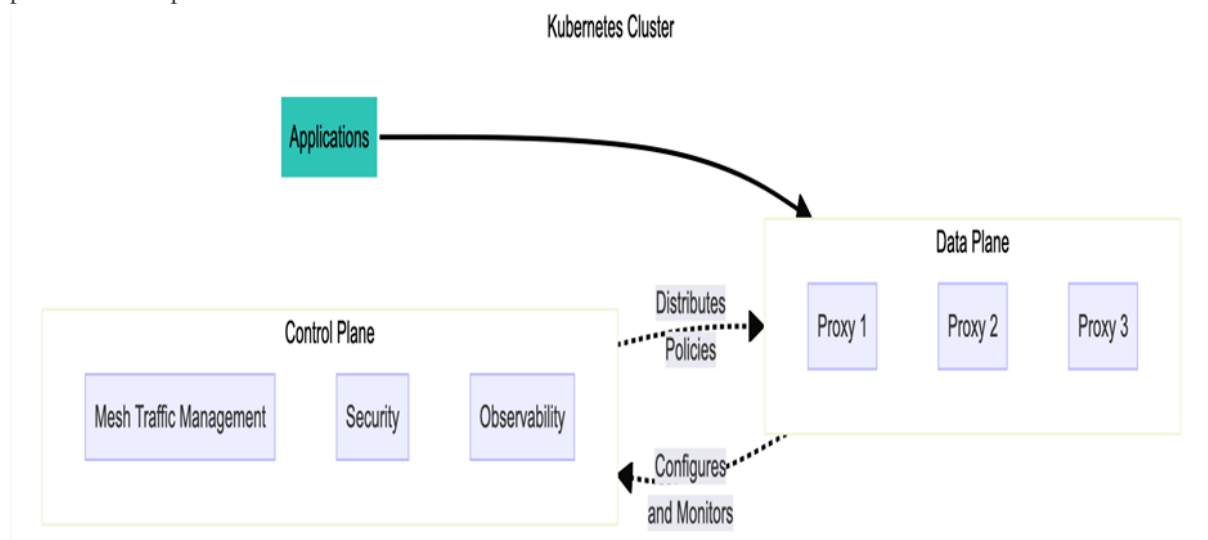 Kubernetes Cluster
Applications
Data Plane
Proxy 1
Proxy 2
Proxy 3
Distributes
Policies
Control Plane
Mesh Traffic Management
Security
Observability
Configures
and Monitors